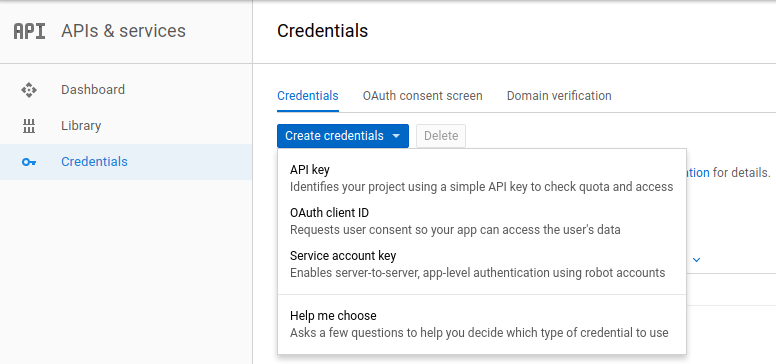 API APIs & services
Credentials
Dashboard
Library
Credentials
Credentials OAuth consent screen Domain verification
Create credentials Delete
API key
Identifies your project using a simple API key to check quota and access
for details.
OAuth client ID
Requests user consent so your app can access the user's data
Service account key
Enables server-to-server, app-level authentication using robot accounts
Help me choose
Asks a few questions to help you decide which type of credential to use